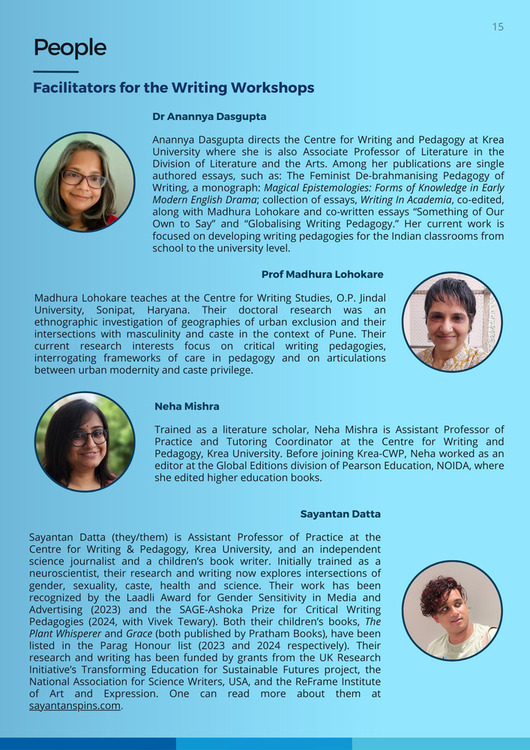 15
People
Facilitators for the Writing Workshops
Dr Anannya Dasgupta
Anannya Dasgupta directs the Centre for Writing and Pedagogy at Krea
University where she is also Associate Professor of Literature in the
Division of Literature and the Arts. Among her publications are single
authored essays, such as: The Feminist De-brahmanising Pedagogy of
Writing, a monograph: Magical Epistemologies: Forms of Knowledge in Early
Modern English Drama; collection of essays, Writing In Academia, co-edited,
along with Madhura Lohokare and co-written essays "Something of Our
Own to Say" and "Globalising Writing Pedagogy." Her current work is
focused on developing writing pedagogies for the Indian classrooms from
school to the university level.
Prof Madhura Lohokare
Madhura Lohokare teaches at the Centre for Writing Studies, O.P. Jindal
University, Sonipat, Haryana. Their doctoral research was an
ethnographic investigation of geographies of urban exclusion and their
intersections with masculinity and caste in the context of Pune. Their
current research interests focus on critical writing pedagogies,
interrogating frameworks of care in pedagogy and on articulations
between urban modernity and caste privilege.
Neha Mishra
Trained as a literature scholar, Neha Mishra is Assistant Professor of
Practice and Tutoring Coordinator at the Centre for Writing and
Pedagogy, Krea University. Before joining Krea-CWP, Neha worked as an
editor at the Global Editions division of Pearson Education, NOIDA, where
she edited higher education books.
Sayantan Datta
Sayantan Datta (they/them) is Assistant Professor of Practice at the
Centre for Writing & Pedagogy, Krea University, and an independent
science journalist and a children's book writer. Initially trained as a
neuroscientist, their research and writing now explores intersections of
gender, sexuality, caste, health and science. Their work has been
recognized by the Laadli Award for Gender Sensitivity in Media and
Advertising (2023) and the SAGE-Ashoka Prize for Critical Writing
Pedagogies (2024, with Vivek Tewary). Both their children's books, The
Plant Whisperer and Grace (both published by Pratham Books), have been
listed in the Parag Honour list (2023 and 2024 respectively). Their
research and writing has been funded by grants from the UK Research
Initiative's Transforming Education for Sustainable Futures project, the
National Association for Science Writers, USA, and the ReFrame Institute
of Art and Expression. One can read more about them at
sayantanspins.com.